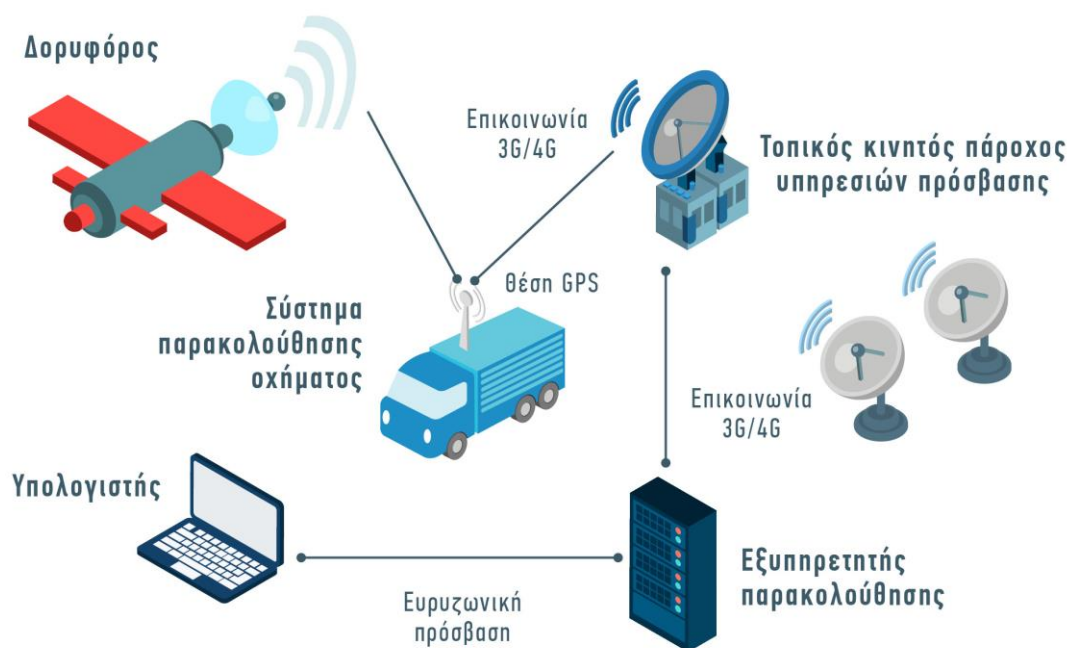 Δορυφόρος
Επικοινωνία
3G/4G
Τοπικός κινητός πάροχος
υπηρεσιών πρόσβασης
θέση GPS
Σύστημα
παρακολούθησης
οχήματος
Επικοινωνία
3G/4G
Υπολογιστής
Ευρυζωνική
πρόσβαση
Εξυπηρετητής
παρακολούθησης